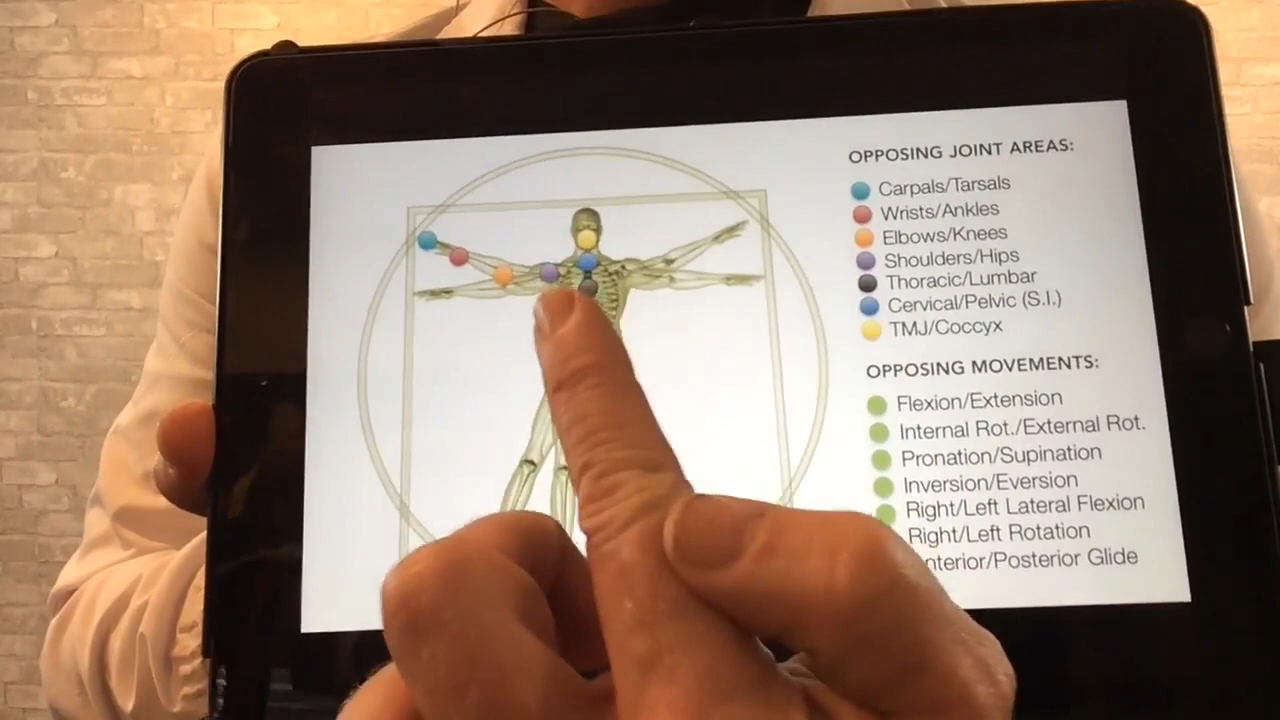 OPPOSING JOINT AREAS:
Carpals/Tarsals
Wrists/Ankles
Elbows/Knees
Shoulders/Hips
Thoracic/Lumbar
Cervical/Pelvic (S.I.)
TMJ/Coccyx
OPPOSING MOVEMENTS:
Flexion/Extension
Internal Rot./External Rot.
Pronation/Supination
Inversion/Eversion
Right/Left Lateral Flexion
Right/Left Rotation
nterior/Posterior Glide